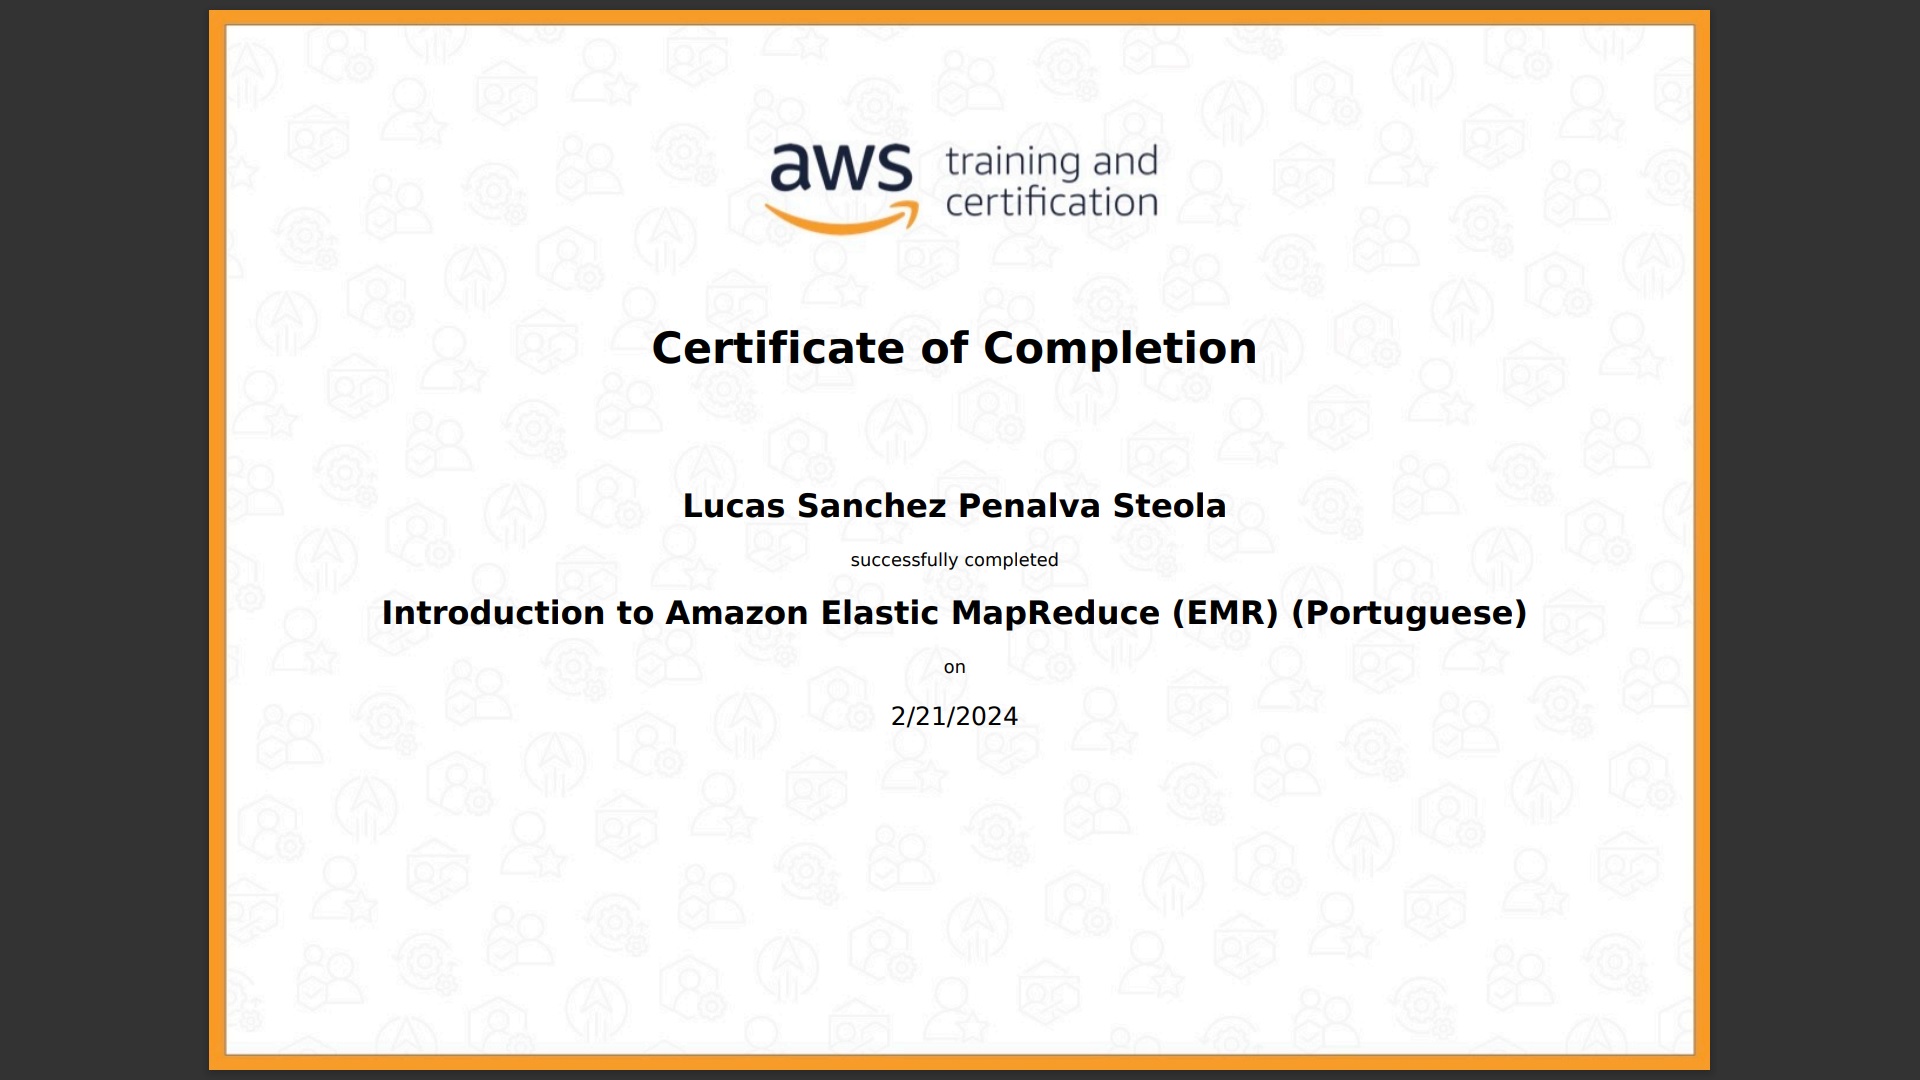 aws training and
certification
Certificate of Completion
Lucas Sanchez Penalva Steola
successfully completed
Introduction to Amazon Elastic MapReduce (EMR) (Portuguese)
on
2/21/2024